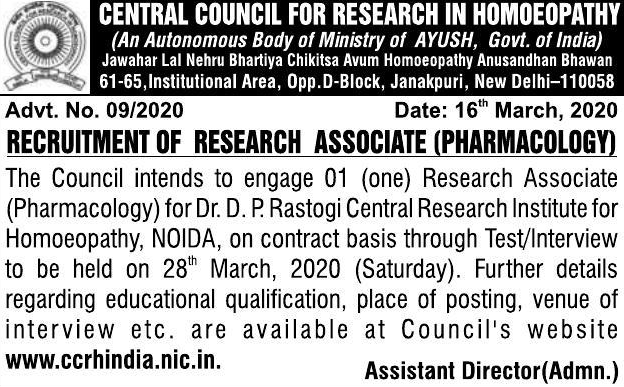 CENTRAL COUNCIL FOR RESEARCH IN HOMOEOPATHY
(An Autonomous Body of Ministry of AYUSH, Govt. of India)
Jawahar Lal Nehru Bhartiya Chikitsa Avum Homoeopathy Anusandhan Bhawan
61-65,Institutional Area, Opp.D-Block, Janakpuri, New Delhi–110058
Advt. No. 09/2020 Date: 16th March, 2020
RECRUITMENT OF RESEARCH ASSOCIATE (PHARMACOLOGY)
The Council intends to engage 01 (one) Research Associate
(Pharmacology) for Dr. D. P. Rastogi Central Research Institute for
Homoeopathy, NOIDA, on contract basis through Test/Interview
to be held on 28th March, 2020 (Saturday). Further details
regarding educational qualification, place of posting, venue of
interview etc. are available at Council's website
www.ccrhindia.nic.in.
Assistant Director(Admn.)